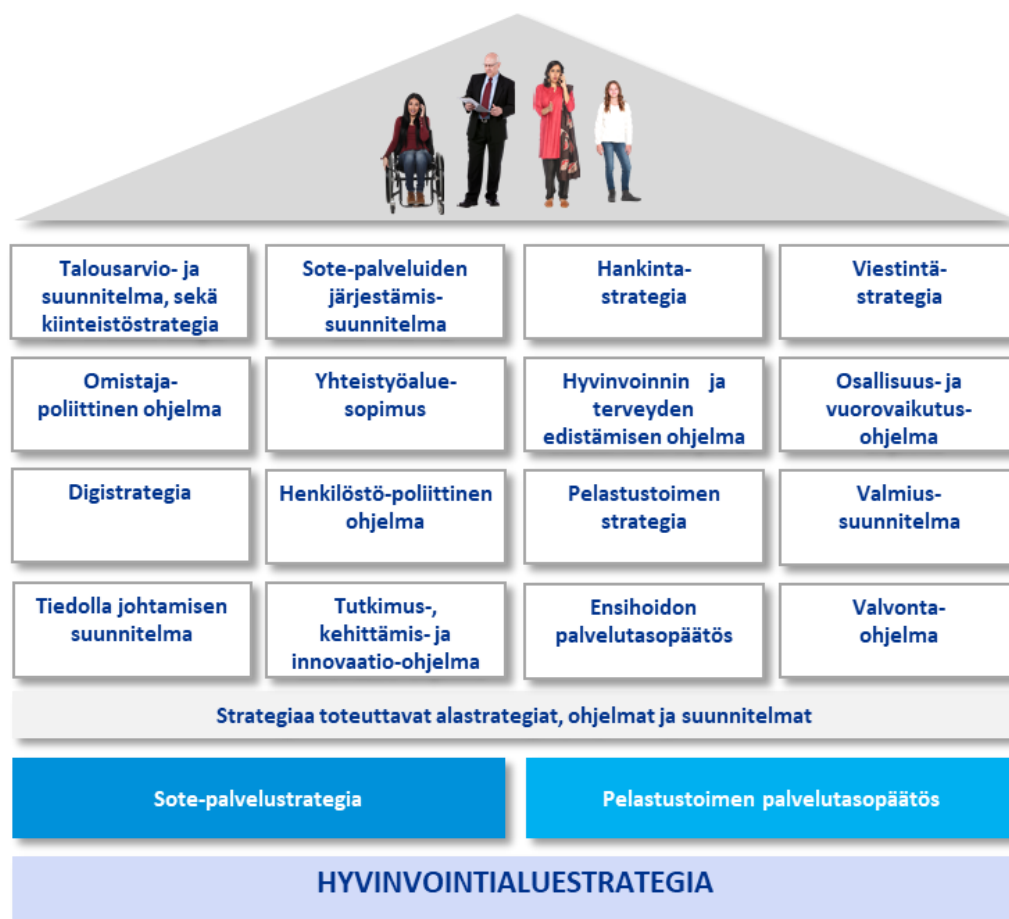 Talousarvio- ja
suunnitelma, sekä
kiinteistöstrategia
Sote-palveluiden
järjestämis-
suunnitelma
Hankinta-
strategia
Viestintä-
strategia
Omistaja-
poliittinen ohjelma
Yhteistyöalue-
sopimus
Hyvinvoinnin ja
terveyden
edistämisen ohjelma
Osallisuus- ja
vuorovaikutus-
ohjelma
Digistrategia
Henkilöstö-poliittinen
ohjelma
Pelastustoimen
strategia
Valmius-
suunnitelma
Tiedolla johtamisen
suunnitelma
Tutkimus-,
kehittämis- ja
innovaatio-ohjelma
Ensihoidon
palvelutasopäätös
Valvonta-
ohjelma
Strategiaa toteuttavat alastrategiat, ohjelmat ja suunnitelmat
Sote-palvelustrategia
Pelastustoimen palvelutasopäätös
HYVINVOINTIALUESTRATEGIA